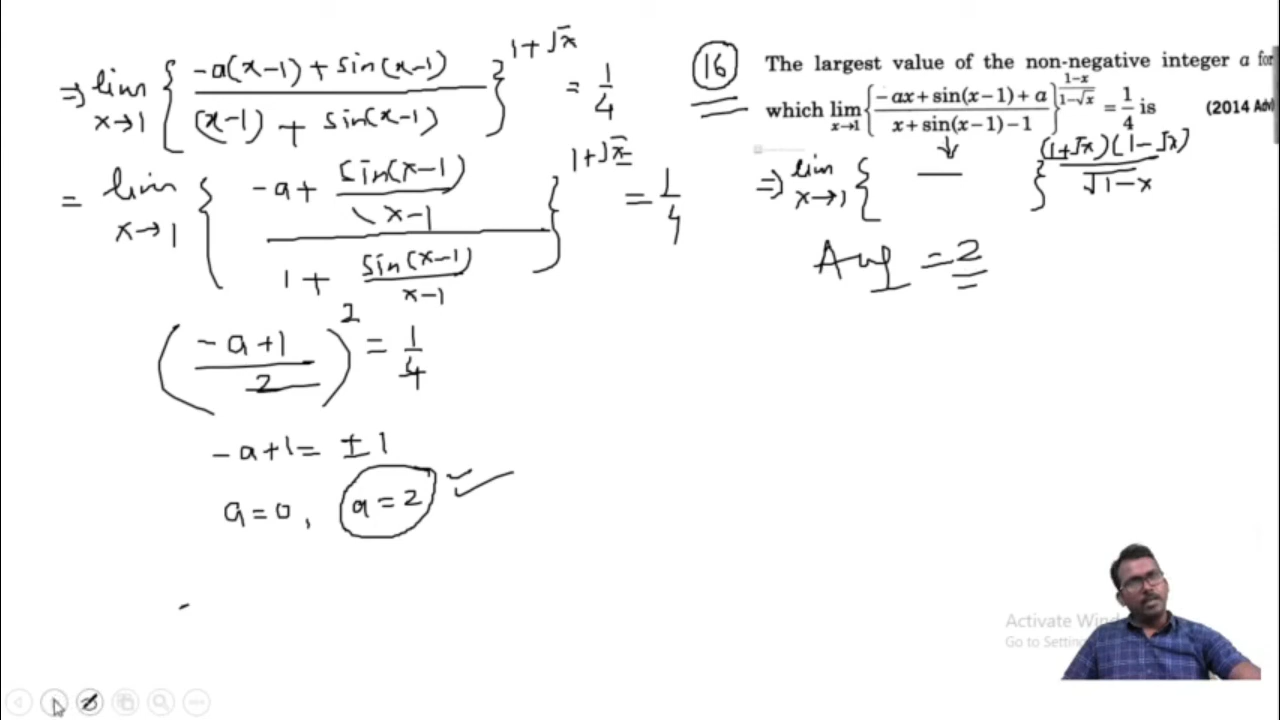 ⇒ lim x→1 { (-a(x-1) + sin(x-1)) / ((x-1) + sin(x-1)) }^(1+√x) = 1/4
= lim x→1 { (-a + sin(x-1)/(x-1)) / (1 + sin(x-1)/(x-1)) }^(1+√x) = 1/4
((-a+1)/2)^2 = 1/4
-a+1 = ±1
a=0, a=2
16
The largest value of the non-negative integer a for
which lim x→1 { (-ax + sin(x-1) + a) / (x + sin(x-1) - 1) }^((1-x)/(1-√x)) = 1/4 is (2014 Adv
⇒ lim x→1 { — }^((1+√x)(1-√x) / √1-x)
= 2
Activate Wind
Go to Settin